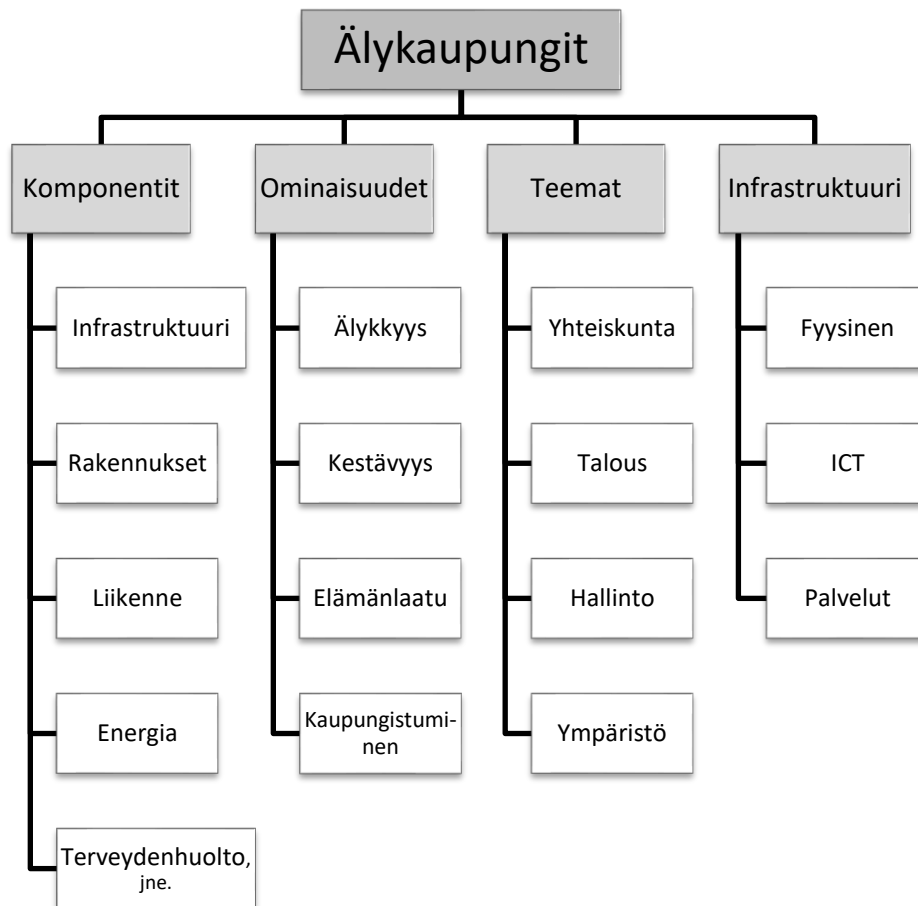 Älykaupungit
Komponentit
Infrastruktuuri
Rakennukset
Liikenne
Energia
Terveydenhuolto,
jne.
Ominaisuudet
Älykkyys
Kestävyys
Elämänlaatu
Kaupungistumi-
nen
Teemat
Yhteiskunta
Talous
Hallinto
Ympäristö
Infrastruktuuri
Fyysinen
ICT
Palvelut